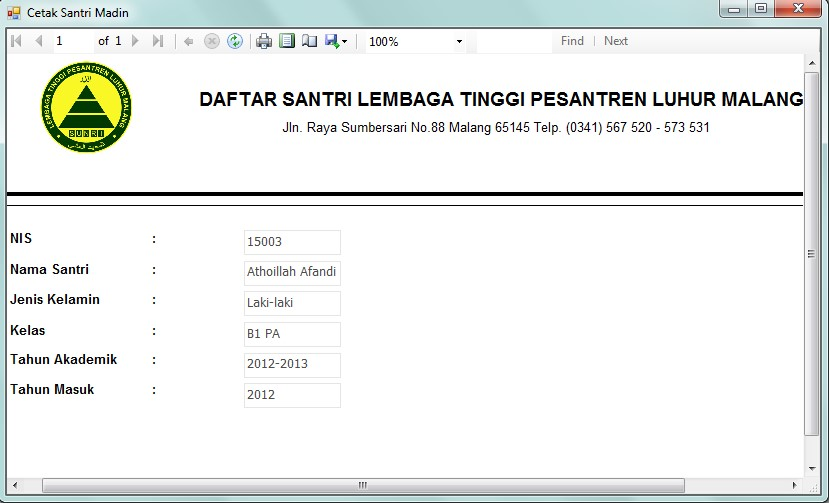 Cetak Santri Madin
1 of 1 100% Find | Next
LEMBAGA TINGGI PESANTREN LUHUR MALANG
SUNRI
DAFTAR SANTRI LEMBAGA TINGGI PESANTREN LUHUR MALANG
Jln. Raya Sumbersari No.88 Malang 65145 Telp. (0341) 567 520 - 573 531
NIS : 15003
Nama Santri : Athoillah Afandi
Jenis Kelamin : Laki-laki
Kelas : B1 PA
Tahun Akademik : 2012-2013
Tahun Masuk : 2012